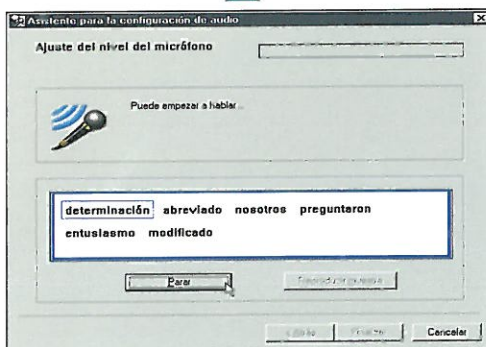 Asistente para la configuración de audio
Ajuste del nivel del micrófono
Puede empezar a hablar...
determinación abreviado nosotros preguntaron
entusiasmo modificado
Parar
Cancelar